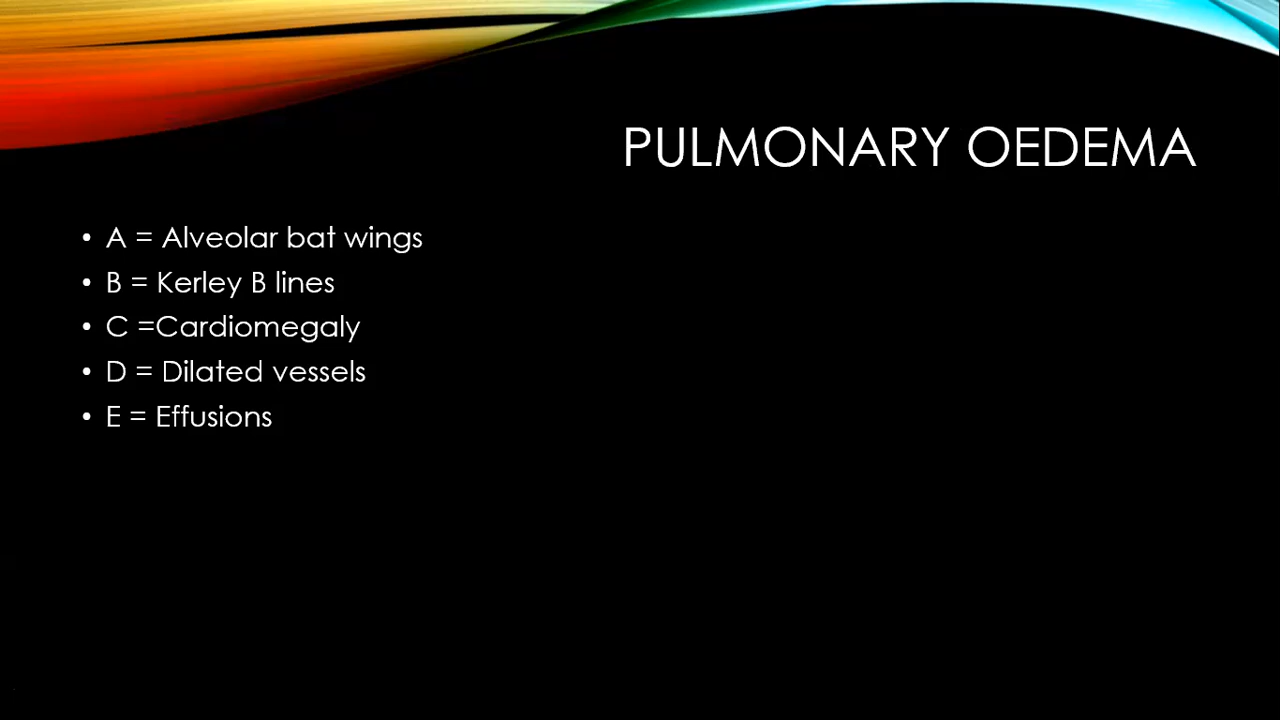 PULMONARY OEDEMA
• A = Alveolar bat wings
• B = Kerley B lines
• C =Cardiomegaly
• D = Dilated vessels
• E = Effusions